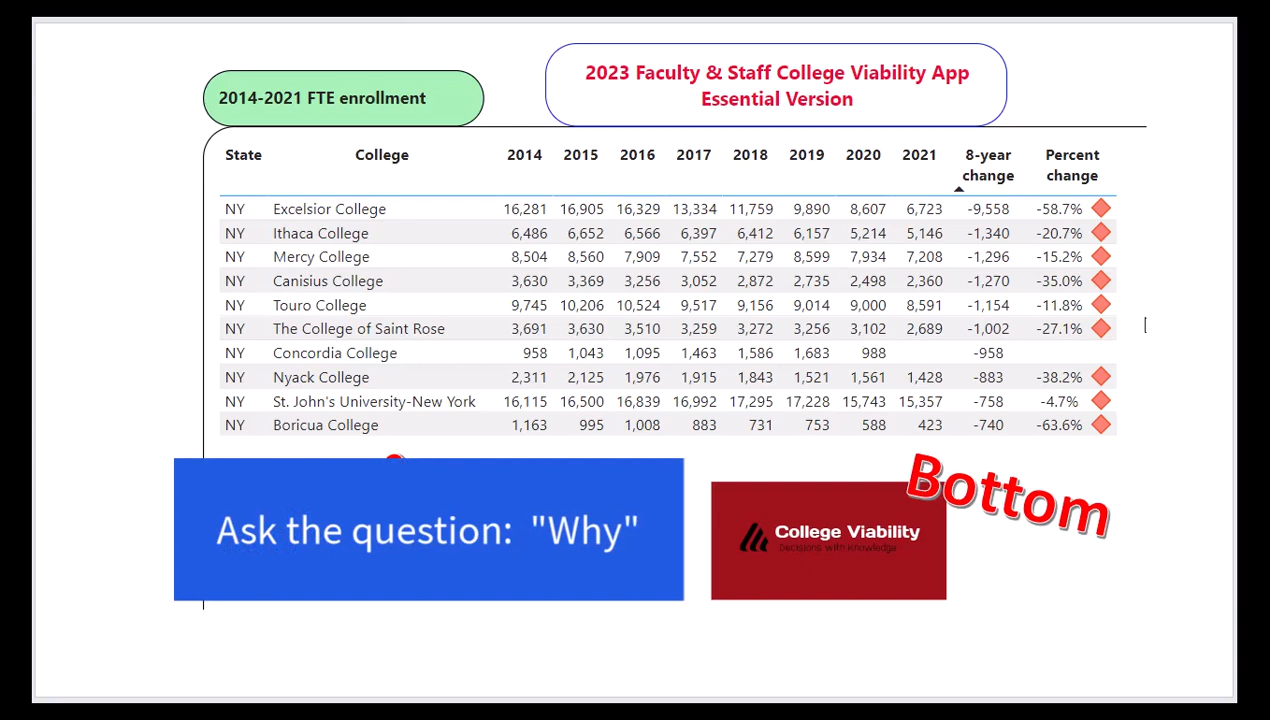 2014-2021 FTE enrollment
2023 Faculty & Staff College Viability App
Essential Version
State College 2014 2015 2016 2017 2018 2019 2020 2021 8-year change Percent change
NY Excelsior College 16,281 16,905 16,329 13,334 11,759 9,890 8,607 6,723 -9,558 -58.7%
NY Ithaca College 6,486 6,652 6,566 6,397 6,412 6,157 5,214 5,146 -1,340 -20.7%
NY Mercy College 8,504 8,560 7,909 7,552 7,279 8,599 7,934 7,208 -1,296 -15.2%
NY Canisius College 3,630 3,369 3,256 3,052 2,872 2,735 2,498 2,360 -1,270 -35.0%
NY Touro College 9,745 10,206 10,524 9,517 9,156 9,014 9,000 8,591 -1,154 -11.8%
NY The College of Saint Rose 3,691 3,630 3,510 3,259 3,272 3,256 3,102 2,689 -1,002 -27.1%
NY Concordia College 958 1,043 1,095 1,463 1,586 1,683 988 -958
NY Nyack College 2,311 2,125 1,976 1,915 1,843 1,521 1,561 1,428 -883 -38.2%
NY St. John's University-New York 16,115 16,500 16,839 16,992 17,295 17,228 15,743 15,357 -758 -4.7%
NY Boricua College 1,163 995 1,008 883 731 753 588 423 -740 -63.6%
Bottom
Ask the question: "Why"
College Viability
Decisions with Knowledge